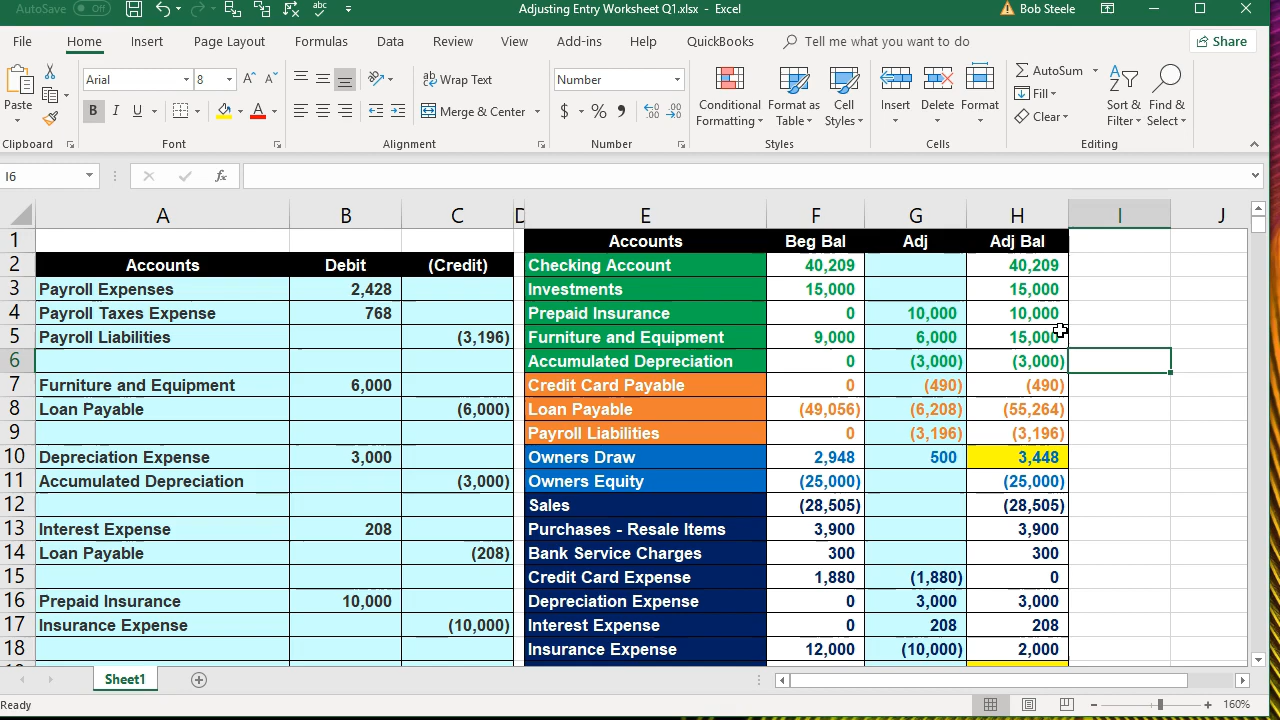 AutoSave Off Adjusting Entry Worksheet Q1.xlsx - Excel Bob Steele
File Home Insert Page Layout Formulas Data Review View Add-ins Help QuickBooks Tell me what you want to do Share
Arial 8 Wrap Text Number AutoSum
Paste Conditional Formatting Format as Table Cell Styles Insert Delete Format Fill Sort & Filter Find & Select
B I U Merge & Center $ % Clear
Clipboard Font Alignment Number Styles Cells Editing
I6 fx
A B C D E F G H I J
1 Accounts Beg Bal Adj Adj Bal
2 Accounts Debit (Credit) Checking Account 40,209 40,209
3 Payroll Expenses 2,428 Investments 15,000 15,000
4 Payroll Taxes Expense 768 Prepaid Insurance 0 10,000 10,000
5 Payroll Liabilities (3,196) Furniture and Equipment 9,000 6,000 15,000
6 Accumulated Depreciation 0 (3,000) (3,000)
7 Furniture and Equipment 6,000 Credit Card Payable 0 (490) (490)
8 Loan Payable (6,000) Loan Payable (49,056) (6,208) (55,264)
9 Payroll Liabilities 0 (3,196) (3,196)
10 Depreciation Expense 3,000 Owners Draw 2,948 500 3,448
11 Accumulated Depreciation (3,000) Owners Equity (25,000) (25,000)
12 Sales (28,505) (28,505)
13 Interest Expense 208 Purchases - Resale Items 3,900 3,900
14 Loan Payable (208) Bank Service Charges 300 300
15 Credit Card Expense 1,880 (1,880) 0
16 Prepaid Insurance 10,000 Depreciation Expense 0 3,000 3,000
17 Insurance Expense (10,000) Interest Expense 0 208 208
18 Insurance Expense 12,000 (10,000) 2,000
Sheet1
Ready 160%